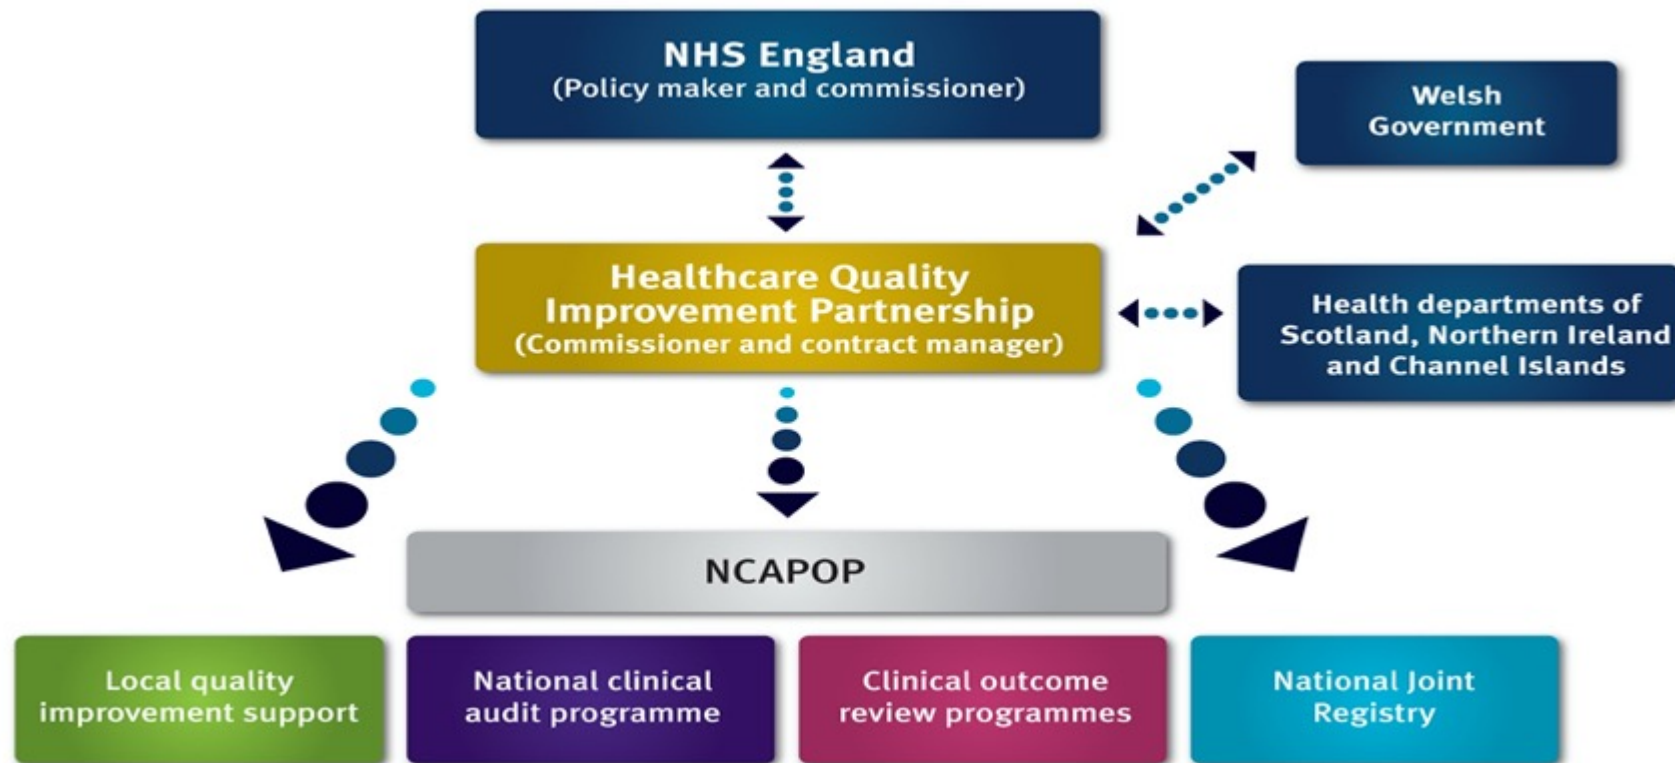 NHS England
(Policy maker and commissioner)
Welsh
Government
Healthcare Quality
Improvement Partnership
(Commissioner and contract manager)
Health departments of
Scotland, Northern Ireland
and Channel Islands
NCAPOP
Local quality
improvement support
National clinical
audit programme
Clinical outcome
review programmes
National Joint
Registry